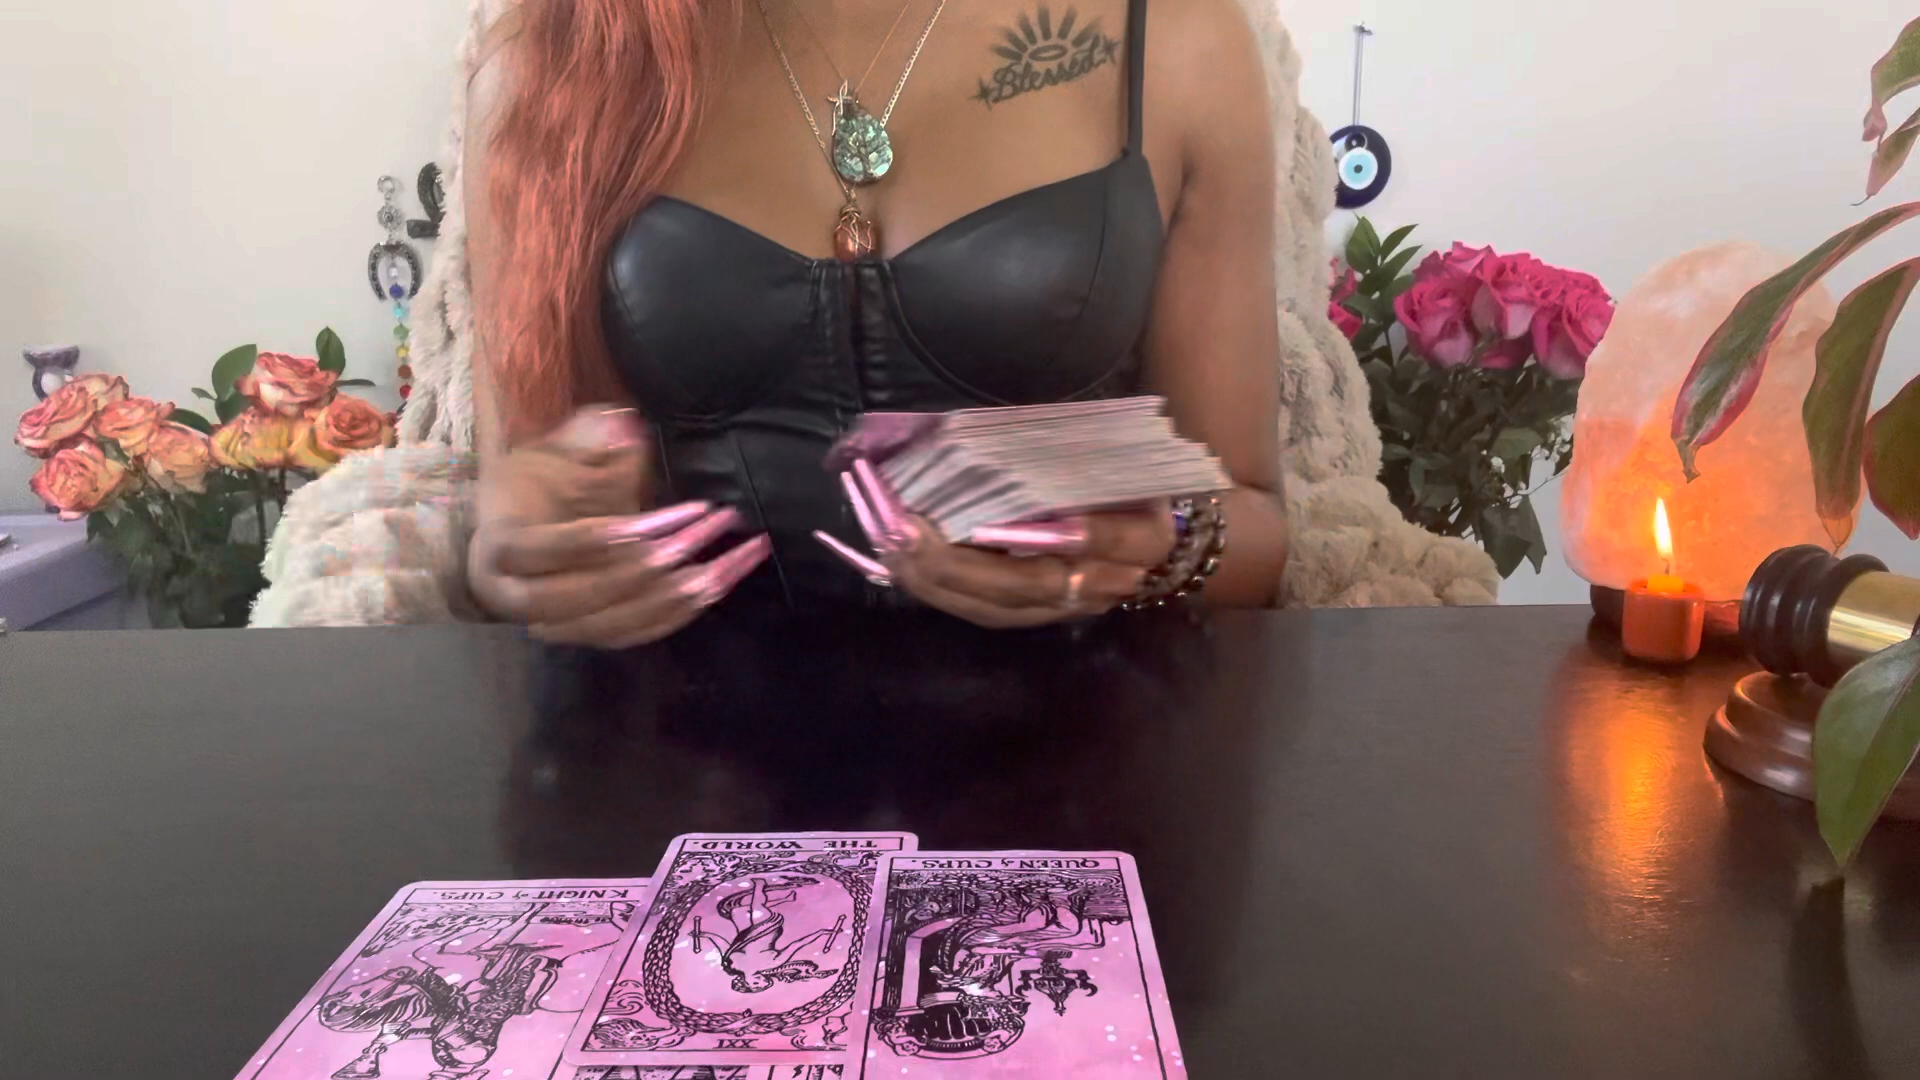 Blessed
THE WORLD.
QUEEN of CUPS.
KNIGHT of CUPS.
XXI